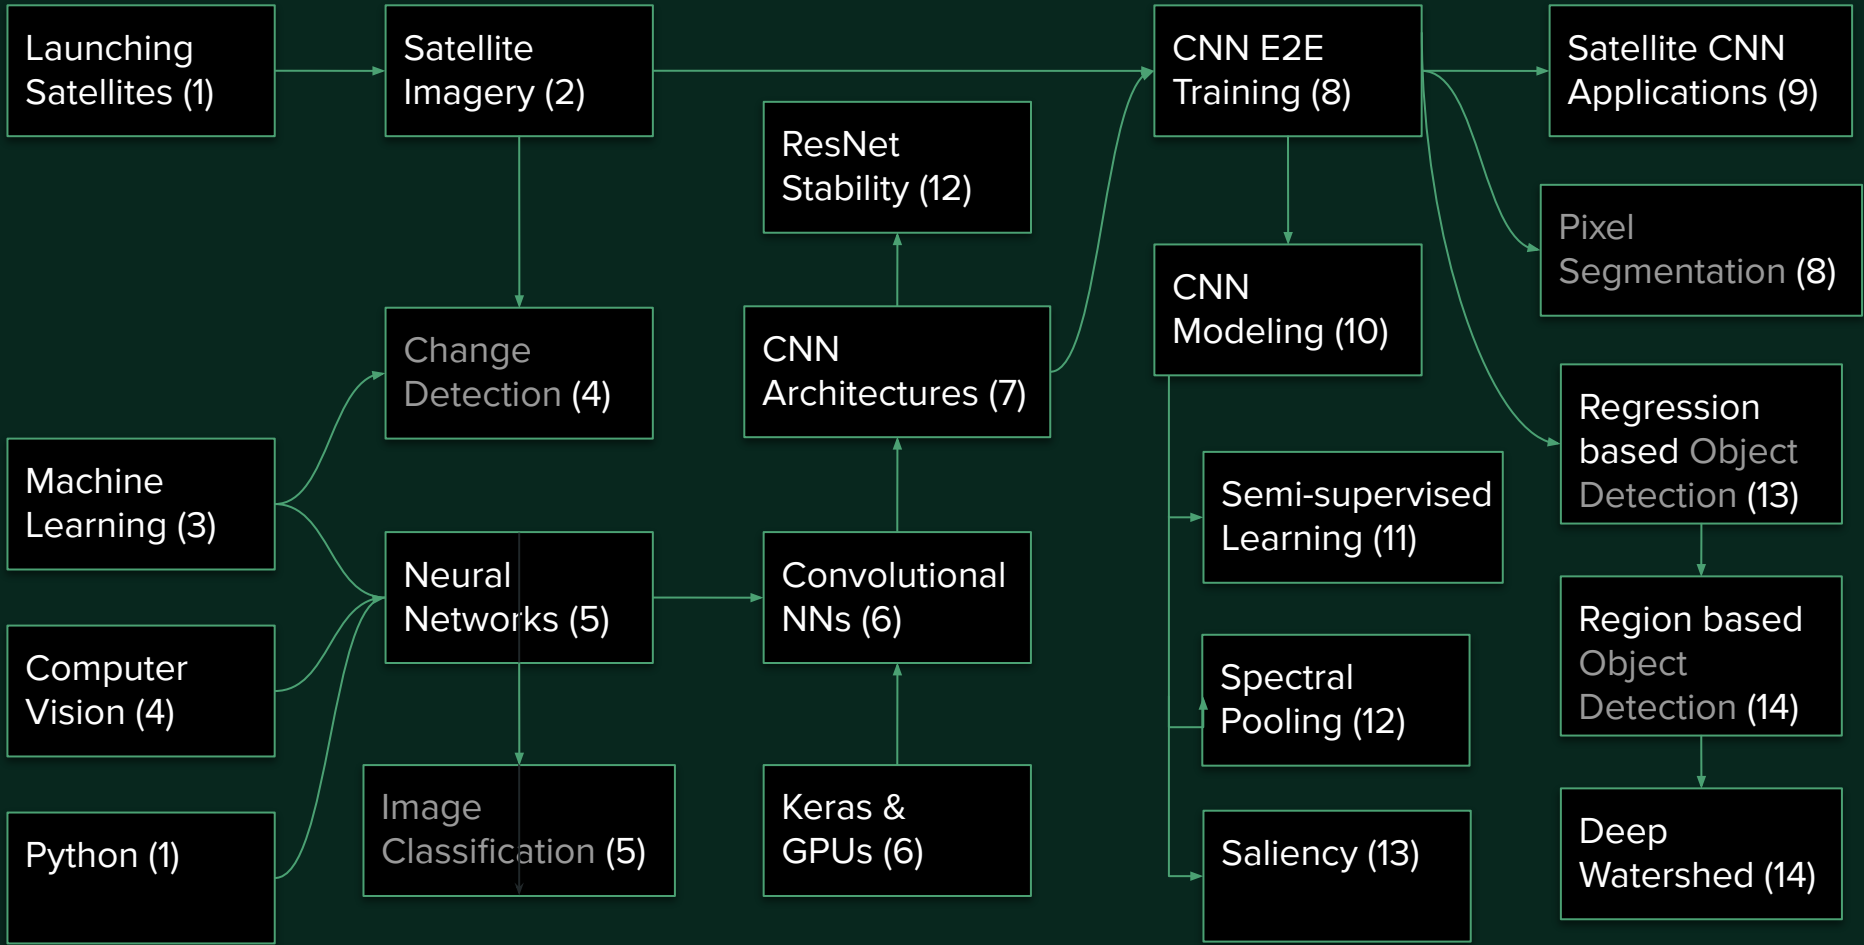 Launching
Satellites (1)
Satellite
Imagery (2)
CNN E2E
Training (8)
Satellite CNN
Applications (9)
ResNet
Stability (12)
Pixel
Segmentation (8)
CNN
Modeling (10)
Change
Detection (4)
CNN
Architectures (7)
Regression
based Object
Detection (13)
Machine
Learning (3)
Semi-supervised
Learning (11)
Neural
Networks (5)
Convolutional
NNs (6)
Region based
Object
Detection (14)
Computer
Vision (4)
Spectral
Pooling (12)
Image
Classification (5)
Keras &
GPUs (6)
Python (1)
Saliency (13)
Deep
Watershed (14)